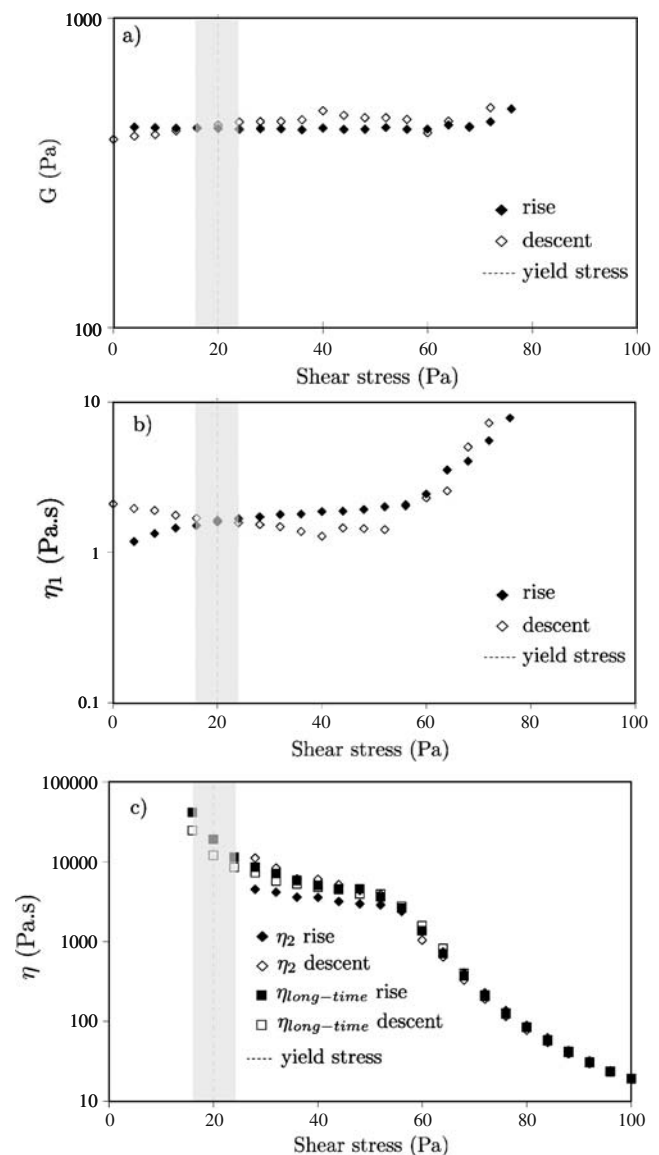 1000
a)
G (Pa)
rise
descent
yield stress
100
0 20 40 60 80 100
Shear stress (Pa)
10
b)
η1 (Pa.s)
1
rise
descent
yield stress
0.1
0 20 40 60 80 100
Shear stress (Pa)
100000
c)
10000
η (Pa.s)
1000
η2 rise
η2 descent
ηlong−time rise
100
ηlong−time descent
yield stress
10
0 20 40 60 80 100
Shear stress (Pa)